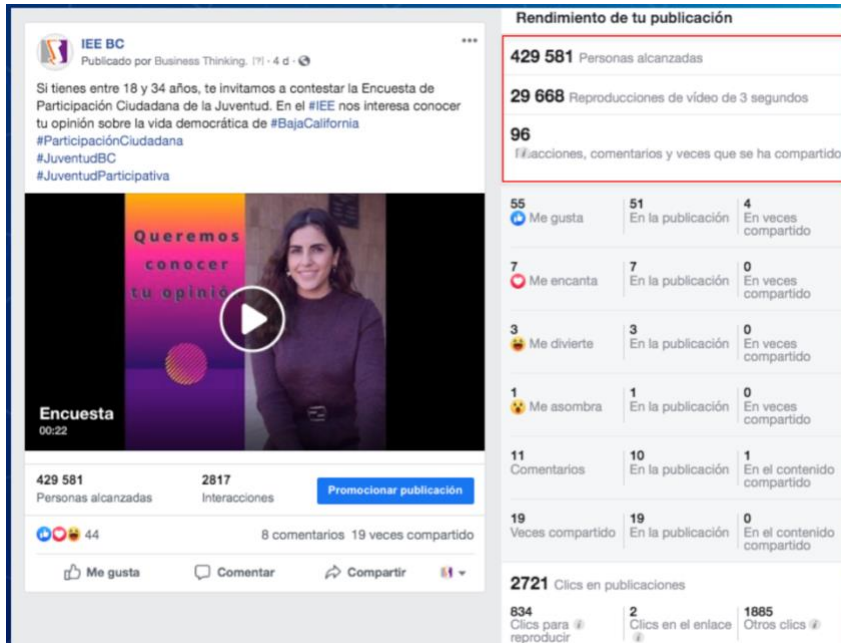 IEE BC
Publicado por Business Thinking. [?] · 4 d ·
Si tienes entre 18 y 34 años, te invitamos a contestar la Encuesta de
Participación Ciudadana de la Juventud. En el #IEE nos interesa conocer
tu opinión sobre la vida democrática de #BajaCalifornia
#ParticipaciónCiudadana
#JuventudBC
#JuventudParticipativa
Queremos
conocer
tu opinión
Encuesta
00:22
429 581 2817
Personas alcanzadas Interacciones
Promocionar publicación
44 8 comentarios 19 veces compartido
Me gusta Comentar Compartir
Rendimiento de tu publicación
429 581 Personas alcanzadas
29 668 Reproducciones de vídeo de 3 segundos
96
acciones, comentarios y veces que se ha compartido
55 51 4
Me gusta En la publicación En veces
compartido
7 7 0
Me encanta En la publicación En veces
compartido
3 3 0
Me divierte En la publicación En veces
compartido
1 1 0
Me asombra En la publicación En veces
compartido
11 10 1
Comentarios En la publicación En el contenido
compartido
19 19 0
Veces compartido En la publicación En el contenido
compartido
2721 Clics en publicaciones
834 2 1885
Clics para Clics en el enlace Otros clics
reproducir